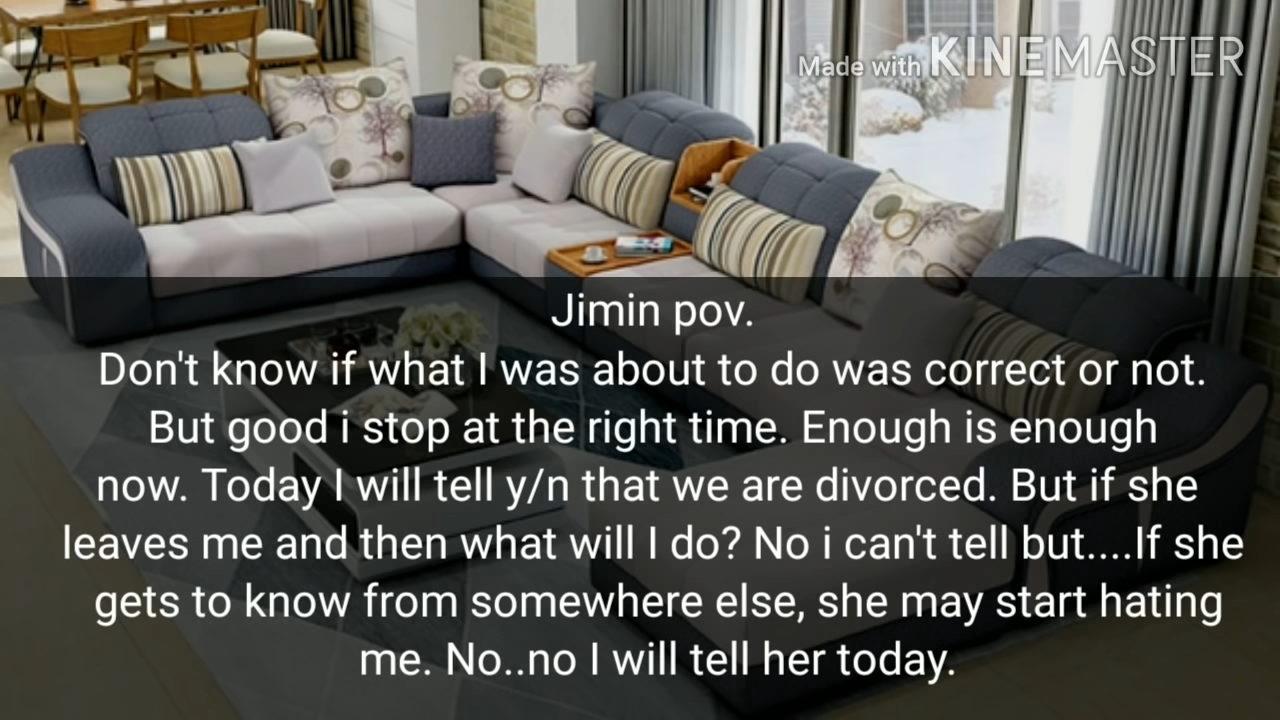 Made with KINEMASTER
Jimin pov.
Don't know if what I was about to do was correct or not.
But good i stop at the right time. Enough is enough
now. Today I will tell y/n that we are divorced. But if she
leaves me and then what will I do? No i can't tell but....If she
gets to know from somewhere else, she may start hating
me. No..no I will tell her today.